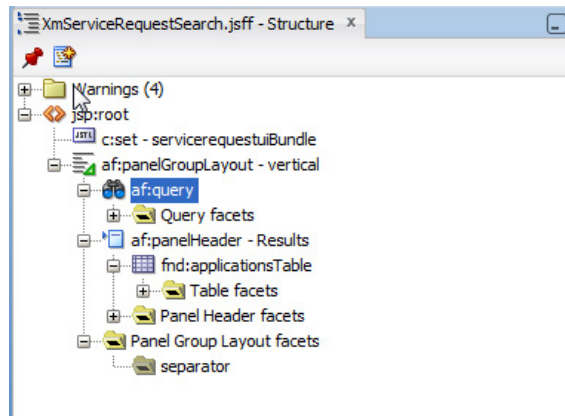 XmServiceRequestSearch.jsff - Structure x
Warnings (4)
jsp:root
JSTL c:set - servicerequestuiBundle
af:panelGroupLayout - vertical
af:query
Query facets
af:panelHeader - Results
fnd:applicationsTable
Table facets
Panel Header facets
Panel Group Layout facets
separator